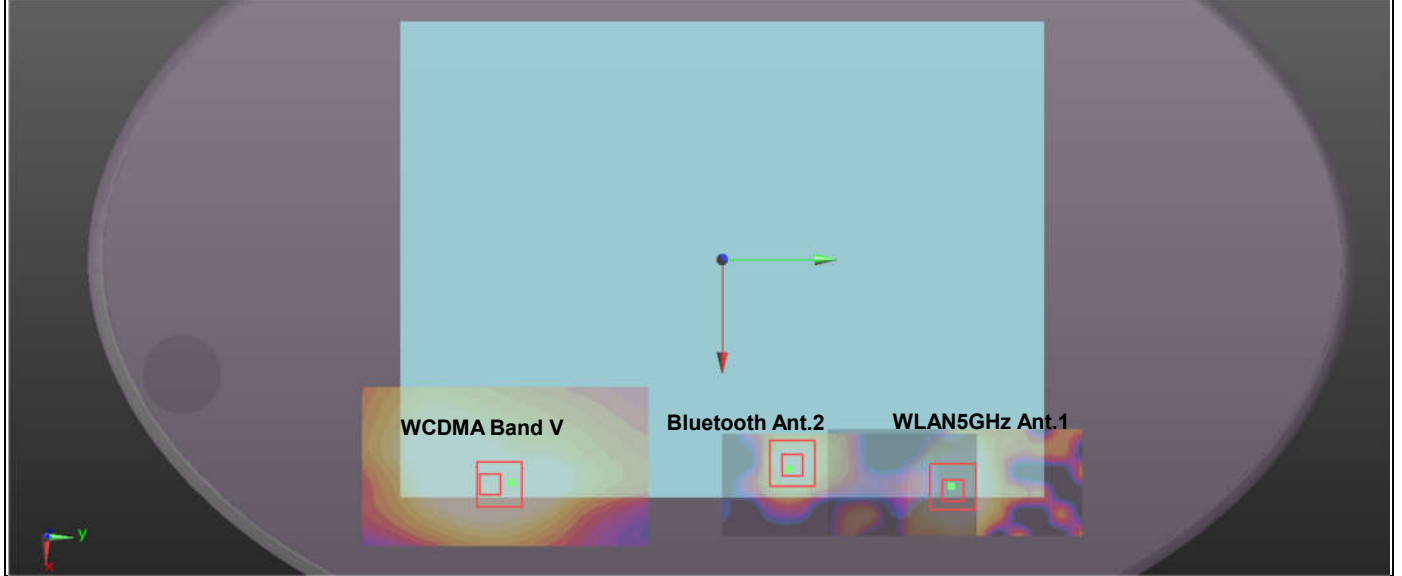 WCDMA Band V
Bluetooth Ant.2
WLAN5GHz Ant.1
y
x